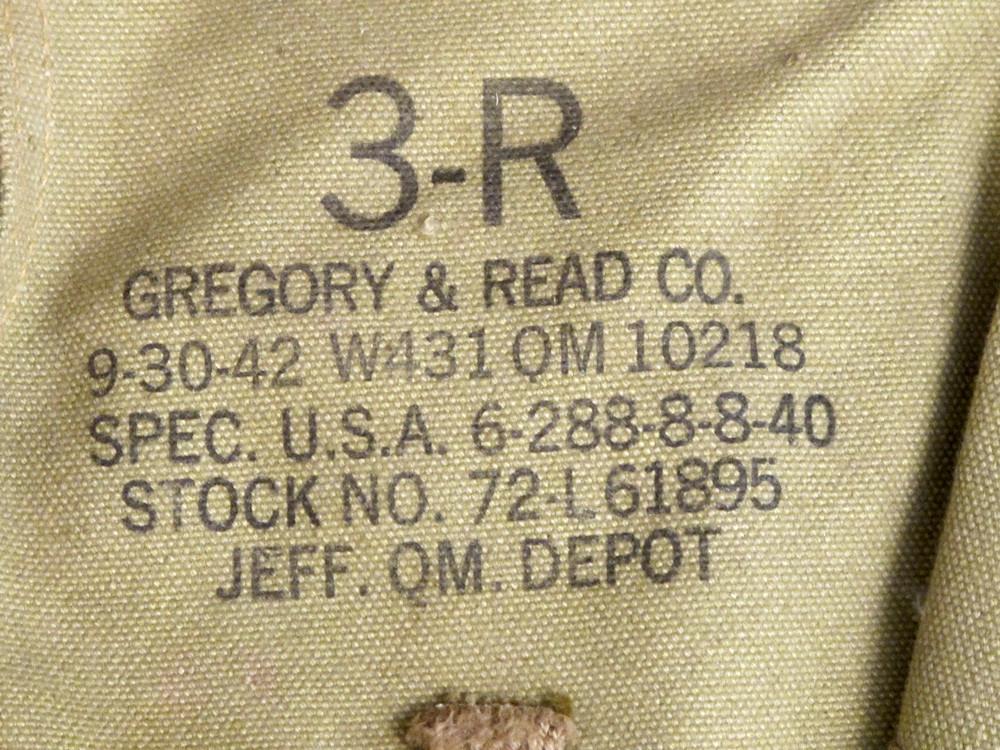 3-R
GREGORY & READ CO.
9-30-42 W431 QM 10218
SPEC. U.S.A. 6-288-8-8-40
STOCK NO. 72-L61895
JEFF. QM. DEPOT